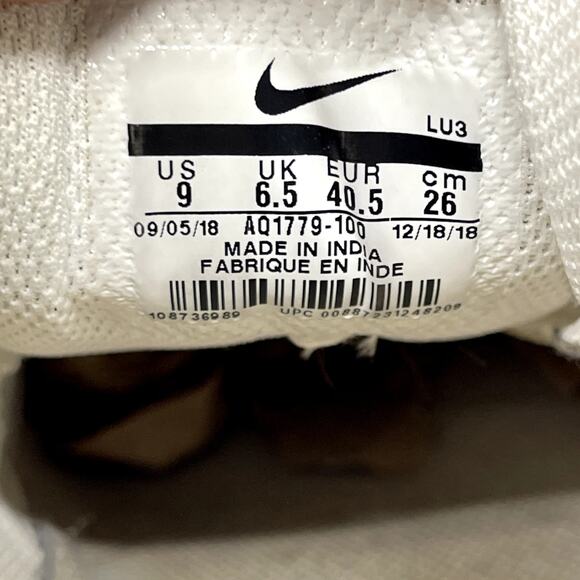 LU3
US UK EUR cm
9 6.5 40.5 26
09/05/18 AQ1779-100 12/18/18
MADE IN INDIA
FABRIQUE EN INDE
108736989 UPC 00887231248209